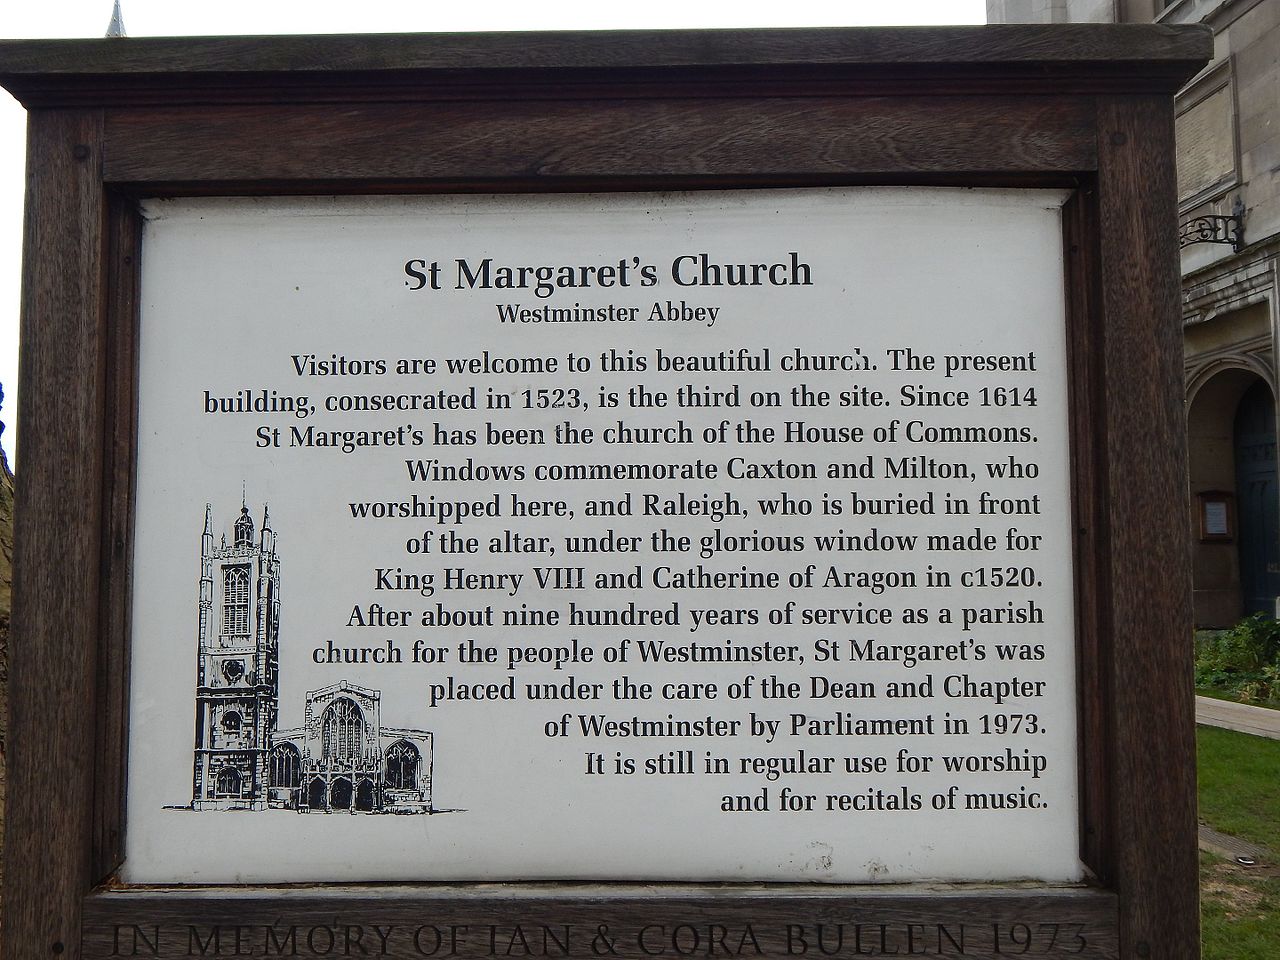 St Margaret's Church
Westminster Abbey
Visitors are welcome to this beautiful church. The present
building, consecrated in 1523, is the third on the site. Since 1614
St Margaret's has been the church of the House of Commons.
Windows commemorate Caxton and Milton, who
worshipped here, and Raleigh, who is buried in front
of the altar, under the glorious window made for
King Henry VIII and Catherine of Aragon in c1520.
After about nine hundred years of service as a parish
church for the people of Westminster, St Margaret's was
placed under the care of the Dean and Chapter
of Westminster by Parliament in 1973.
It is still in regular use for worship
and for recitals of music.
IN MEMORY OF IAN & CORA BULLEN 1973